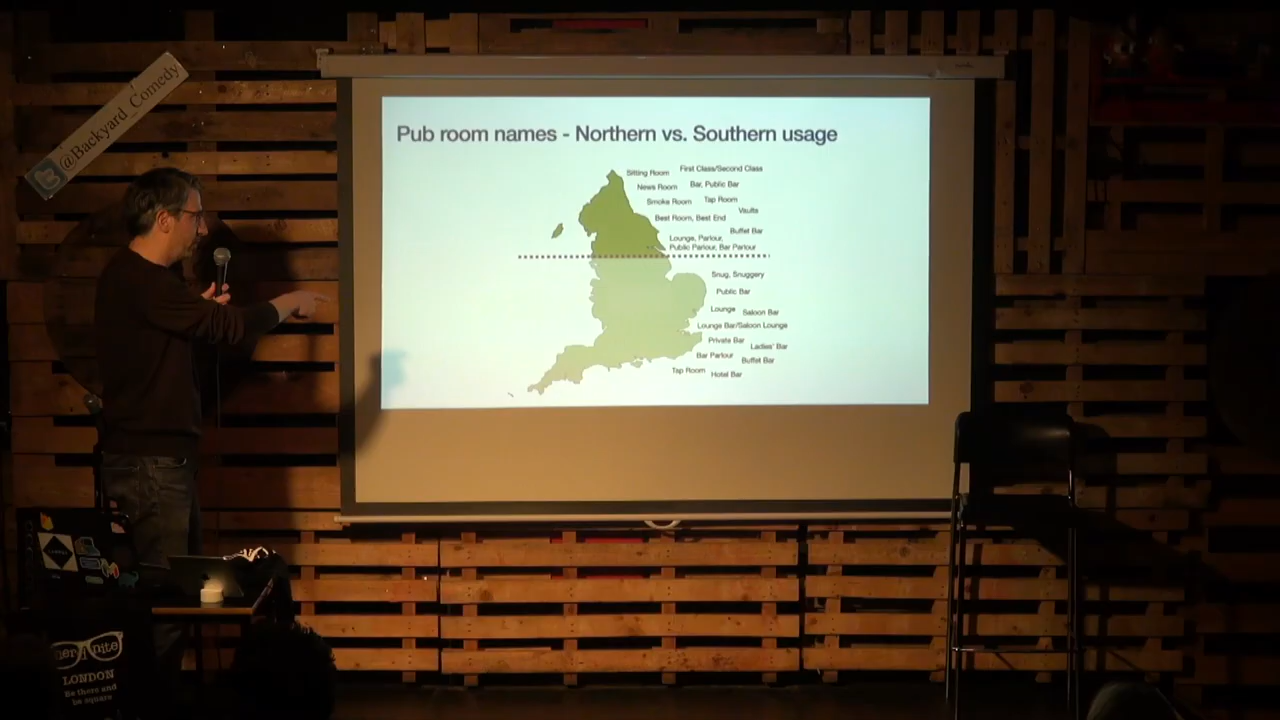 @Backyard_Comedy
Pub room names - Northern vs. Southern usage
Sitting Room
First Class/Second Class
News Room
Bar, Public Bar
Smoke Room
Tap Room
Vaults
Best Room, Best End
Buffet Bar
Lounge, Parlour,
Public Parlour, Bar Parlour
Snug, Snuggery
Public Bar
Lounge
Saloon Bar
Lounge Bar/Saloon Lounge
Private Bar
Ladies' Bar
Bar Parlour
Buffet Bar
Tap Room
Hotel Bar
nite
LONDON
Be there and
be square